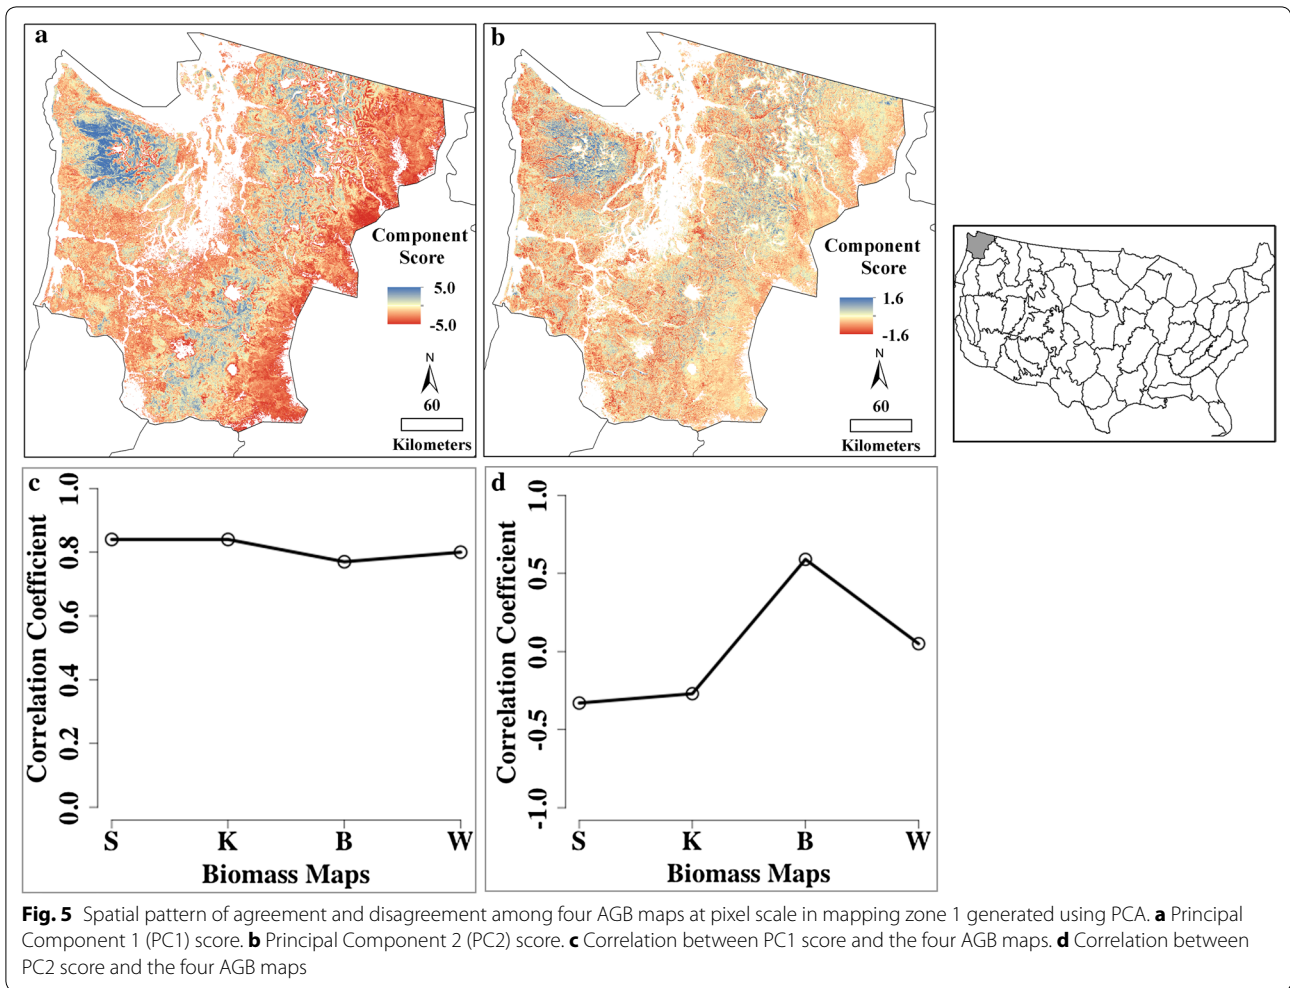 a
Component
Score
5.0
-5.0
N
60
Kilometers
b
Component
Score
1.6
-1.6
N
60
Kilometers
c
Correlation Coefficient
1.0
0.8
0.6
0.4
0.2
0.0
S K B W
Biomass Maps
d
Correlation Coefficient
1.0
0.5
0.0
-0.5
-1.0
S K B W
Biomass Maps
Fig. 5 Spatial pattern of agreement and disagreement among four AGB maps at pixel scale in mapping zone 1 generated using PCA. a Principal
Component 1 (PC1) score. b Principal Component 2 (PC2) score. c Correlation between PC1 score and the four AGB maps. d Correlation between
PC2 score and the four AGB maps